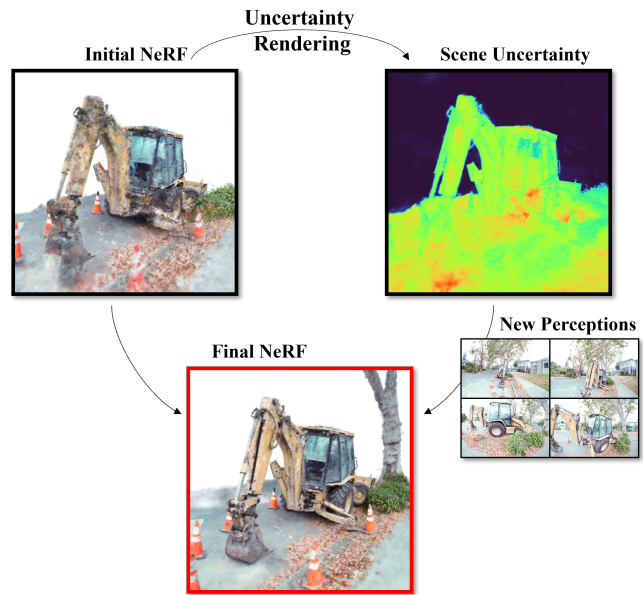 Uncertainty
Rendering
Initial NeRF
Scene Uncertainty
New Perceptions
Final NeRF